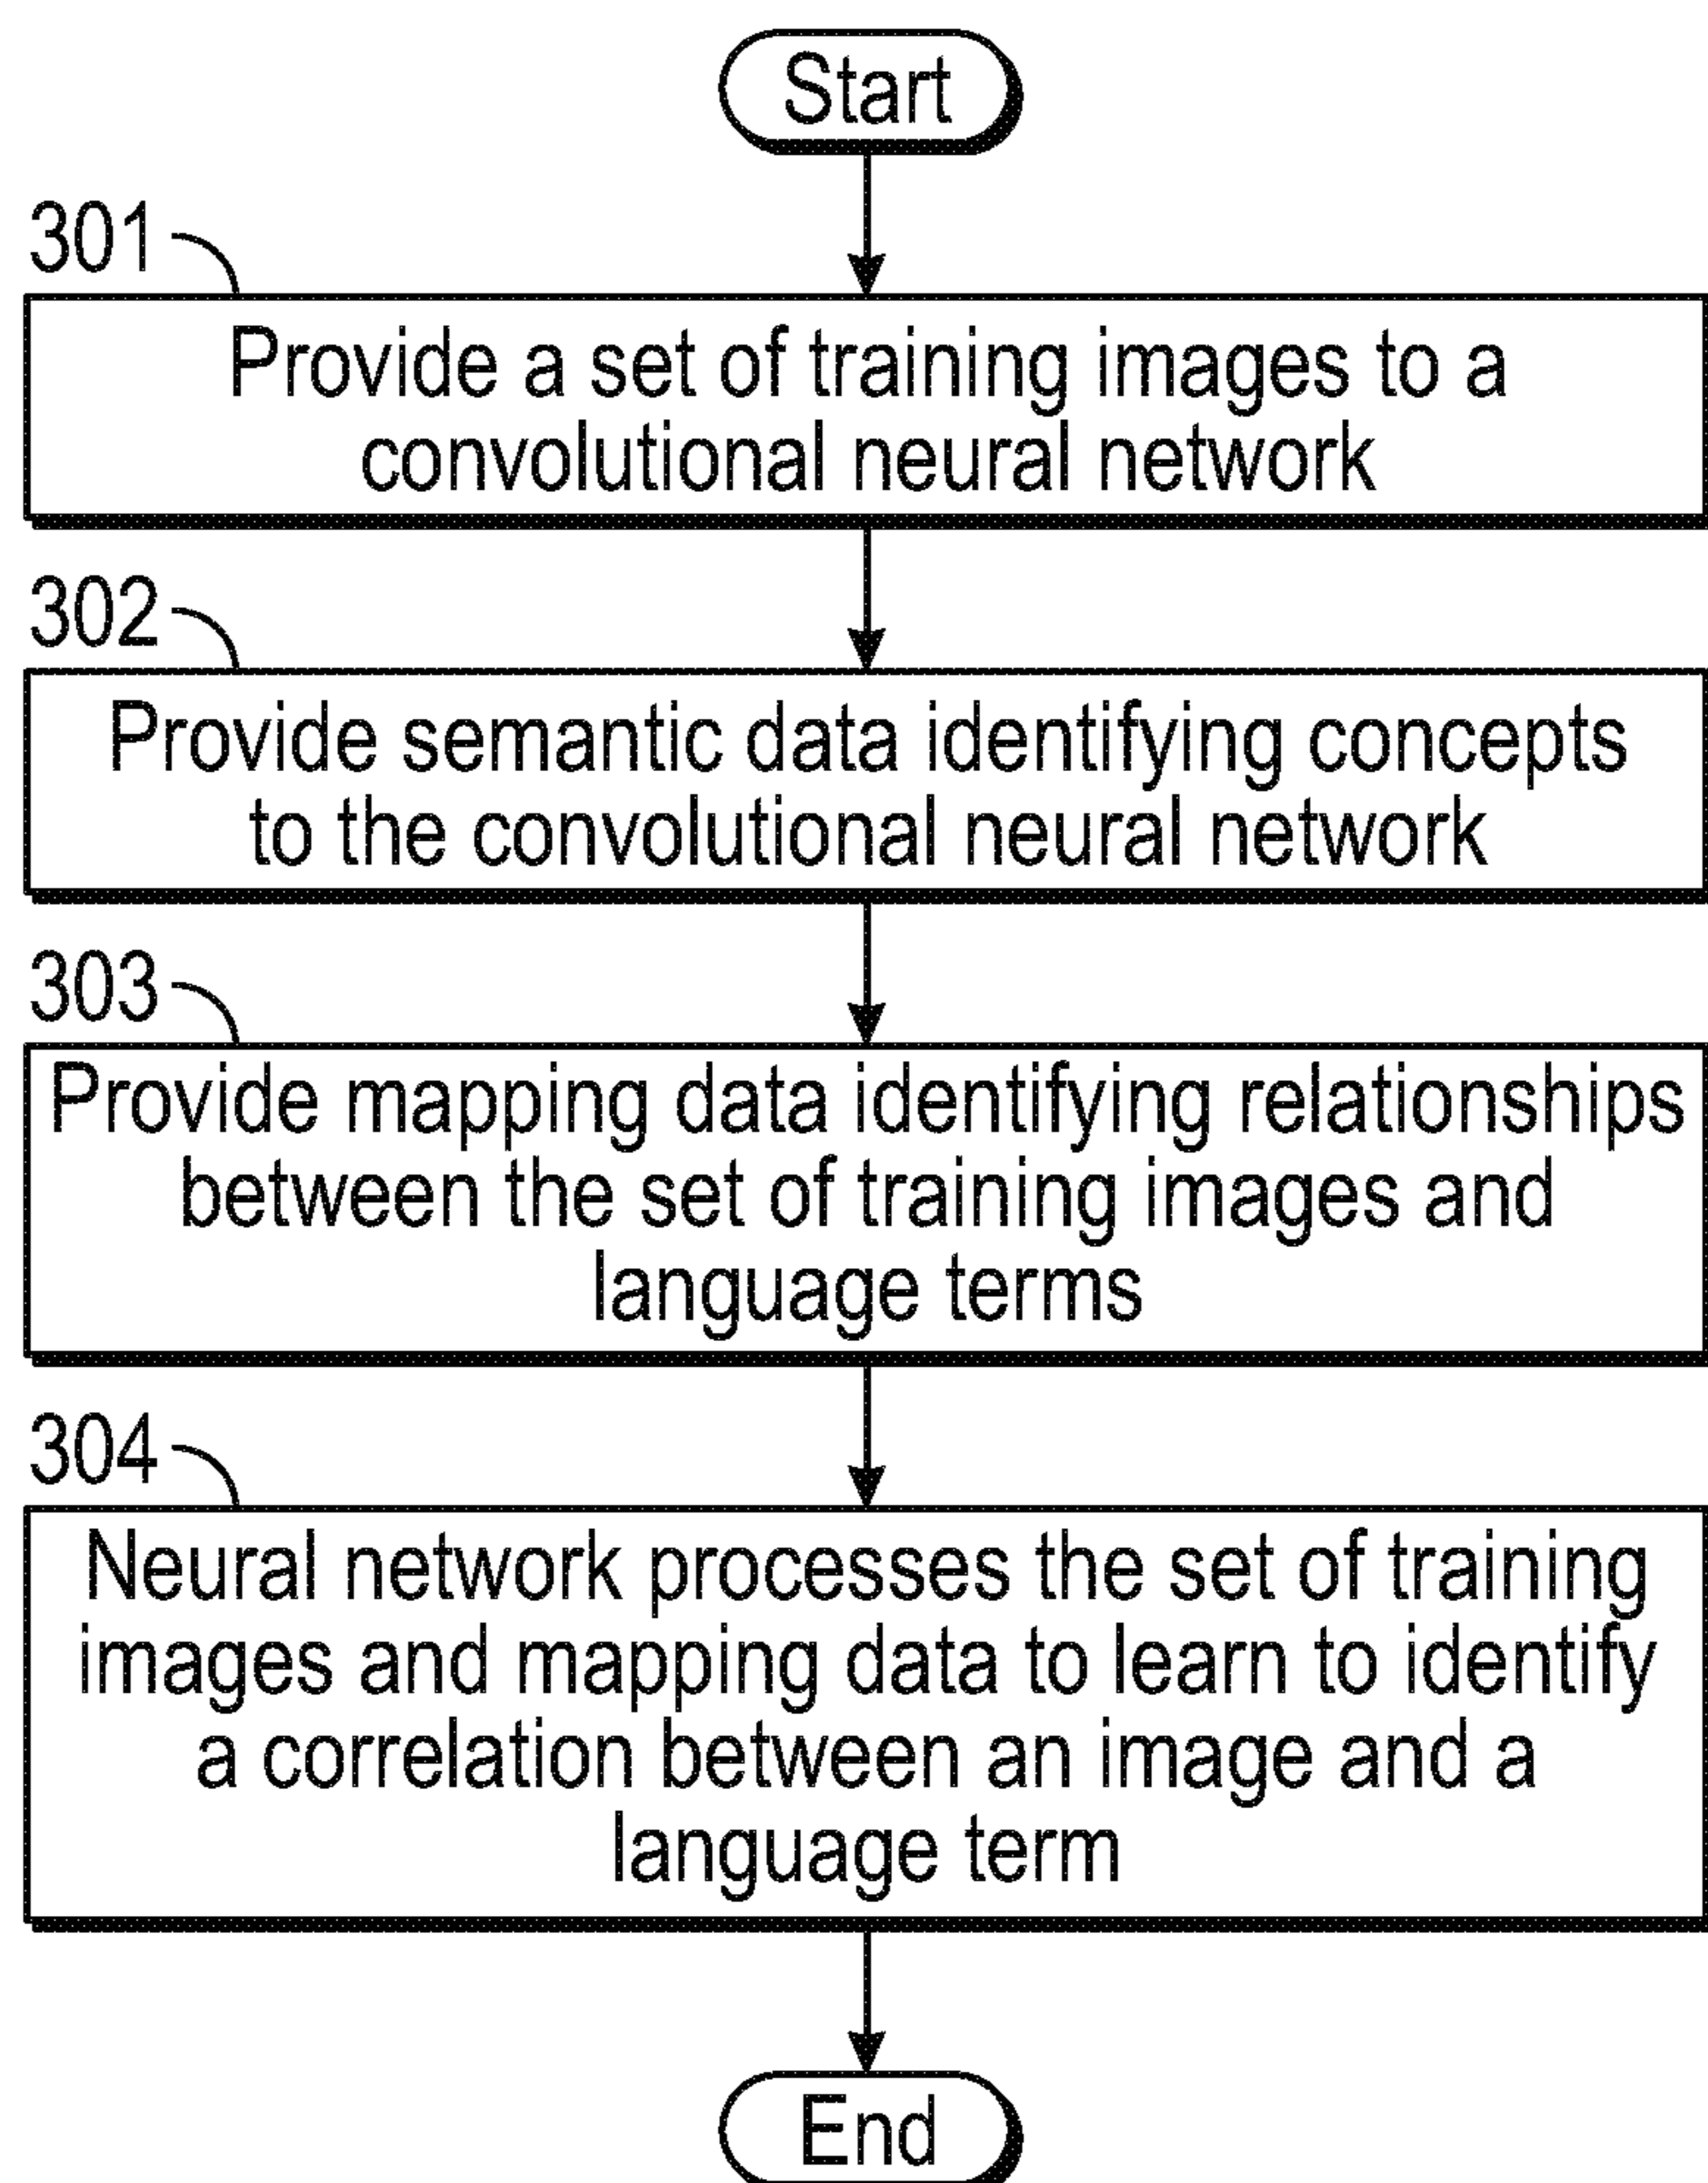 Start
301
Provide a set of training images to a
convolutional neural network
302
Provide semantic data identifying concepts
to the convolutional neural network
303
Provide mapping data identifying relationships
between the set of training images and
language terms
304
Neural network processes the set of training
images and mapping data to learn to identify
a correlation between an image and a
language term
End